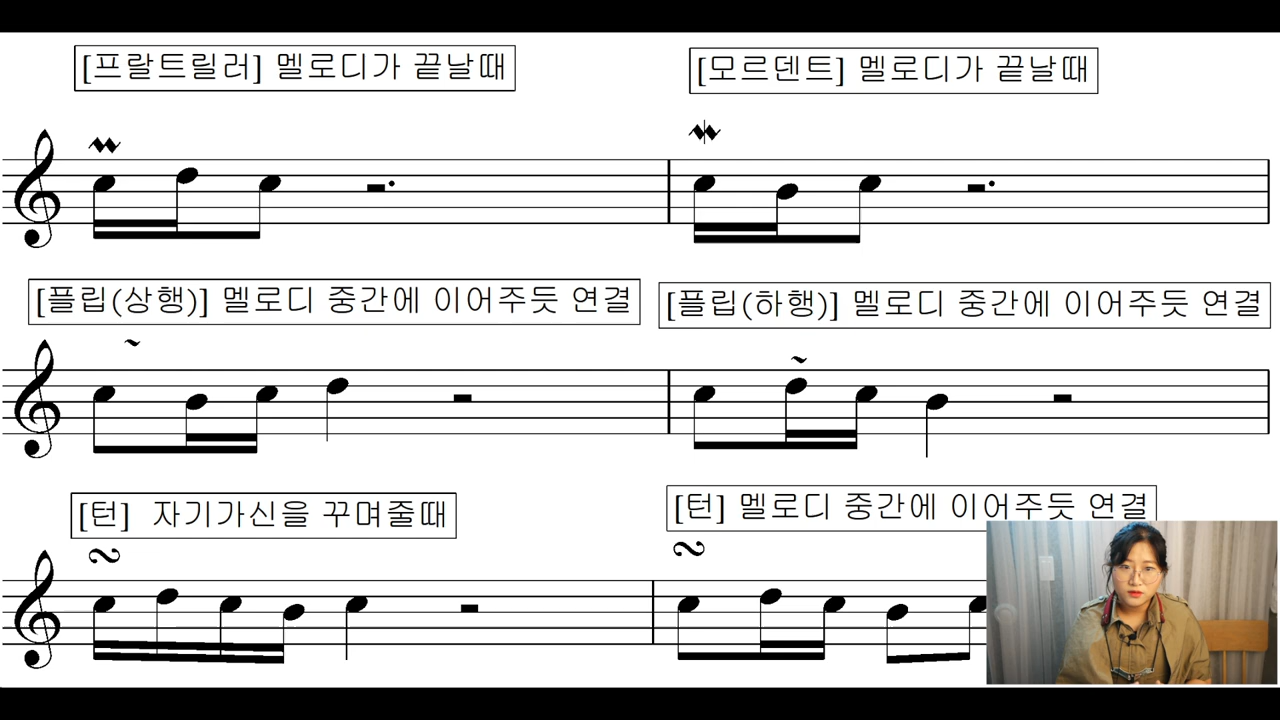 [프랄트릴러] 멜로디가 끝날때
[모르덴트] 멜로디가 끝날때
[플립(상행)] 멜로디 중간에 이어주듯 연결
[플립(하행)] 멜로디 중간에 이어주듯 연결
[턴] 자기가신을 꾸며줄때
[턴] 멜로디 중간에 이어주듯 연결